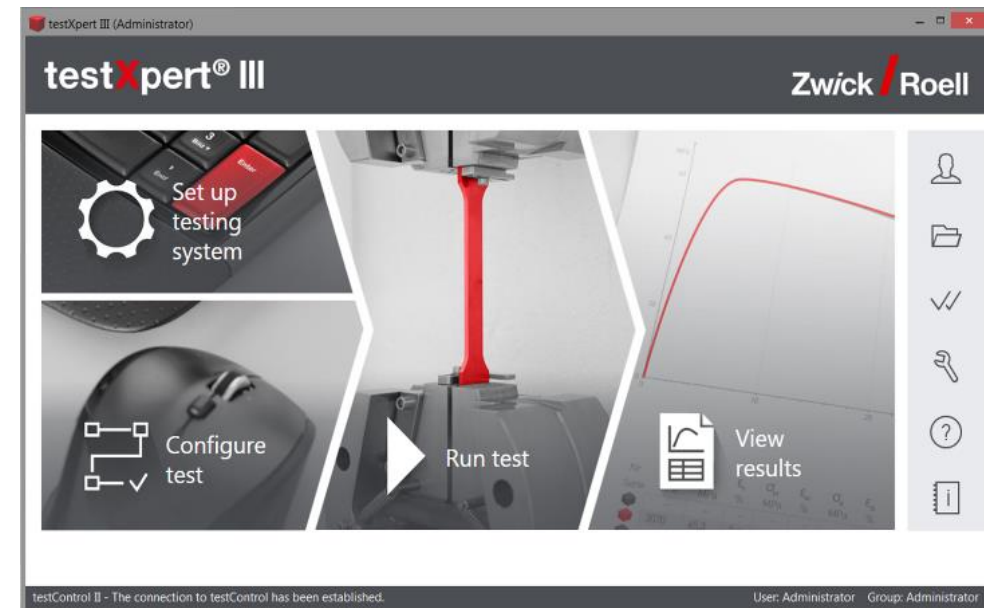 testXpert III (Administrator)
testXpert® III
Zwick Roell
Set up
testing
system
Enter
Configure
test
Run test
View
results
testControl II - The connection to testControl has been established.
User: Administrator Group: Administrator